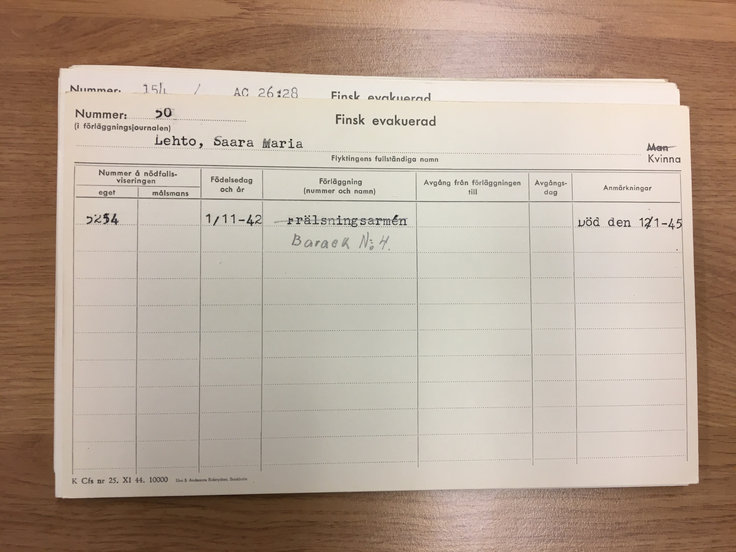 Nummer: 154 / AC 26:28 Finsk evakuerad
Nummer: 50 Finsk evakuerad
(i förläggningsjournalen)
Lehto, Saara Maria Man
Flyktingens fullständiga namn Kvinna
Nummer å nödfalls-viseringen Födelsedag och år Förläggning (nummer och namn) Avgång från förläggningen till Avgångs-dag Anmärkningar
eget målsmans
5254 1/11-42 Frälsningsarmén Död den 12/1-45
Barack No 4.
K Cfs nr 25. XI 44. 10000